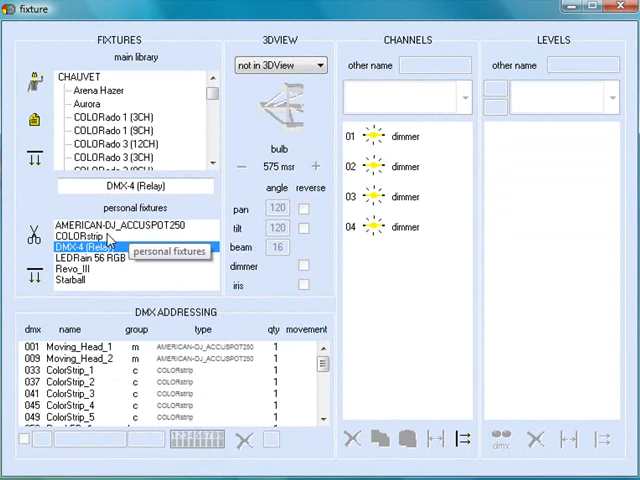 fixture
FIXTURES
main library
CHAUVET
Arena Hazer
Aurora
COLORado 1 (3CH)
COLORado 1 (9CH)
COLORado 3 (12CH)
COLORado 3 (3CH)
DMX-4 (Relay)
personal fixtures
AMERICAN-DJ_ACCUSPOT250
COLORstrip
DMX-4 (Relay)
personal fixtures
LEDRain 56 RGB
Revo_III
Starball
3DVIEW
not in 3DView
bulb
575 msr
angle reverse
pan 120
tilt 120
beam 16
dimmer
iris
CHANNELS
other name
01 dimmer
02 dimmer
03 dimmer
04 dimmer
LEVELS
other name
DMX ADDRESSING
dmx name group type qty movement
001 Moving_Head_1 m AMERICAN-DJ_ACCUSPOT250 1
009 Moving_Head_2 m AMERICAN-DJ_ACCUSPOT250 1
033 ColorStrip_1 c COLORstrip 1
037 ColorStrip_2 c COLORstrip 1
041 ColorStrip_3 c COLORstrip 1
045 ColorStrip_4 c COLORstrip 1
049 ColorStrip_5 c COLORstrip 1
123456789
dmx